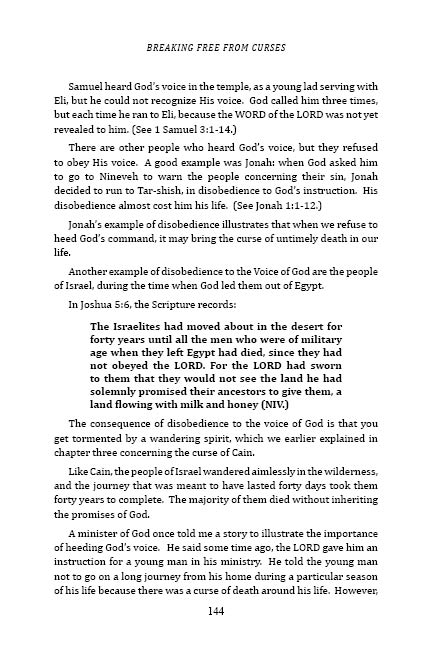 BREAKING FREE FROM CURSES
Samuel heard God's voice in the temple, as a young lad serving with
Eli, but he could not recognize His voice. God called him three times,
but each time he ran to Eli, because the WORD of the LORD was not yet
revealed to him. (See 1 Samuel 3:1-14.)
There are other people who heard God's voice, but they refused
to obey His voice. A good example was Jonah: when God asked him
to go to Nineveh to warn the people concerning their sin, Jonah
decided to run to Tar-shish, in disobedience to God's instruction. His
disobedience almost cost him his life. (See Jonah 1:1-12.)
Jonah's example of disobedience illustrates that when we refuse to
heed God's command, it may bring the curse of untimely death in our
life.
Another example of disobedience to the Voice of God are the people
of Israel, during the time when God led them out of Egypt.
In Joshua 5:6, the Scripture records:
The Israelites had moved about in the desert for
forty years until all the men who were of military
age when they left Egypt had died, since they had
not obeyed the LORD. For the LORD had sworn
to them that they would not see the land he had
solemnly promised their ancestors to give them, a
land flowing with milk and honey (NIV.)
The consequence of disobedience to the voice of God is that you
get tormented by a wandering spirit, which we earlier explained in
chapter three concerning the curse of Cain.
Like Cain, the people of Israel wandered aimlessly in the wilderness,
and the journey that was meant to have lasted forty days took them
forty years to complete. The majority of them died without inheriting
the promises of God.
A minister of God once told me a story to illustrate the importance
of heeding God's voice. He said some time ago, the LORD gave him an
instruction for a young man in his ministry. He told the young man
not to go on a long journey from his home during a particular season
of his life because there was a curse of death around his life. However,
144